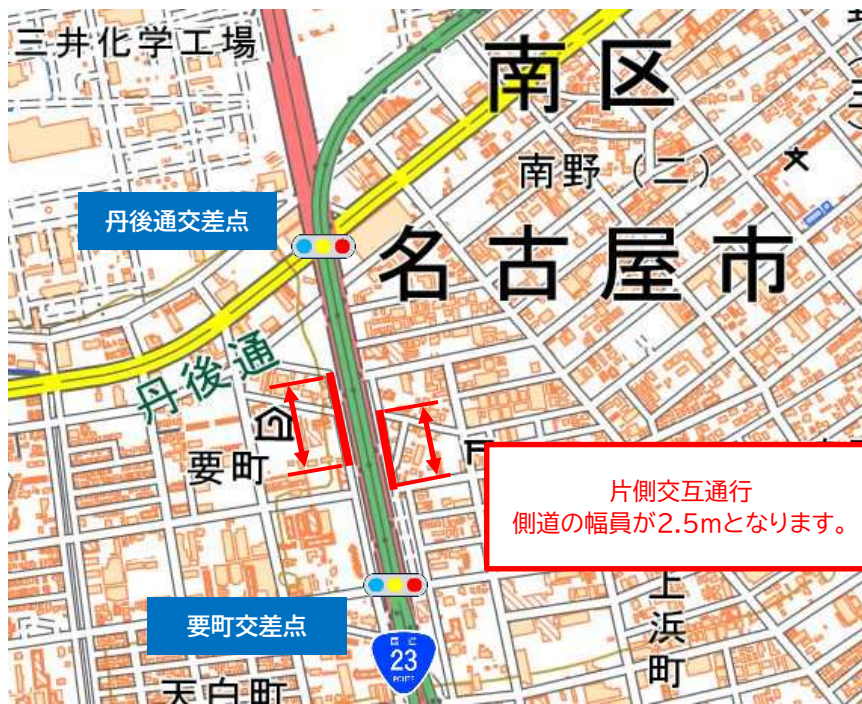 三井化学工場
南区
南野(二)
丹後通交差点
名古屋市
丹後通
要町
片側交互通行
側道の幅員が2.5mとなります。
上浜町
要町交差点
国道
23
ROUTE
天白町